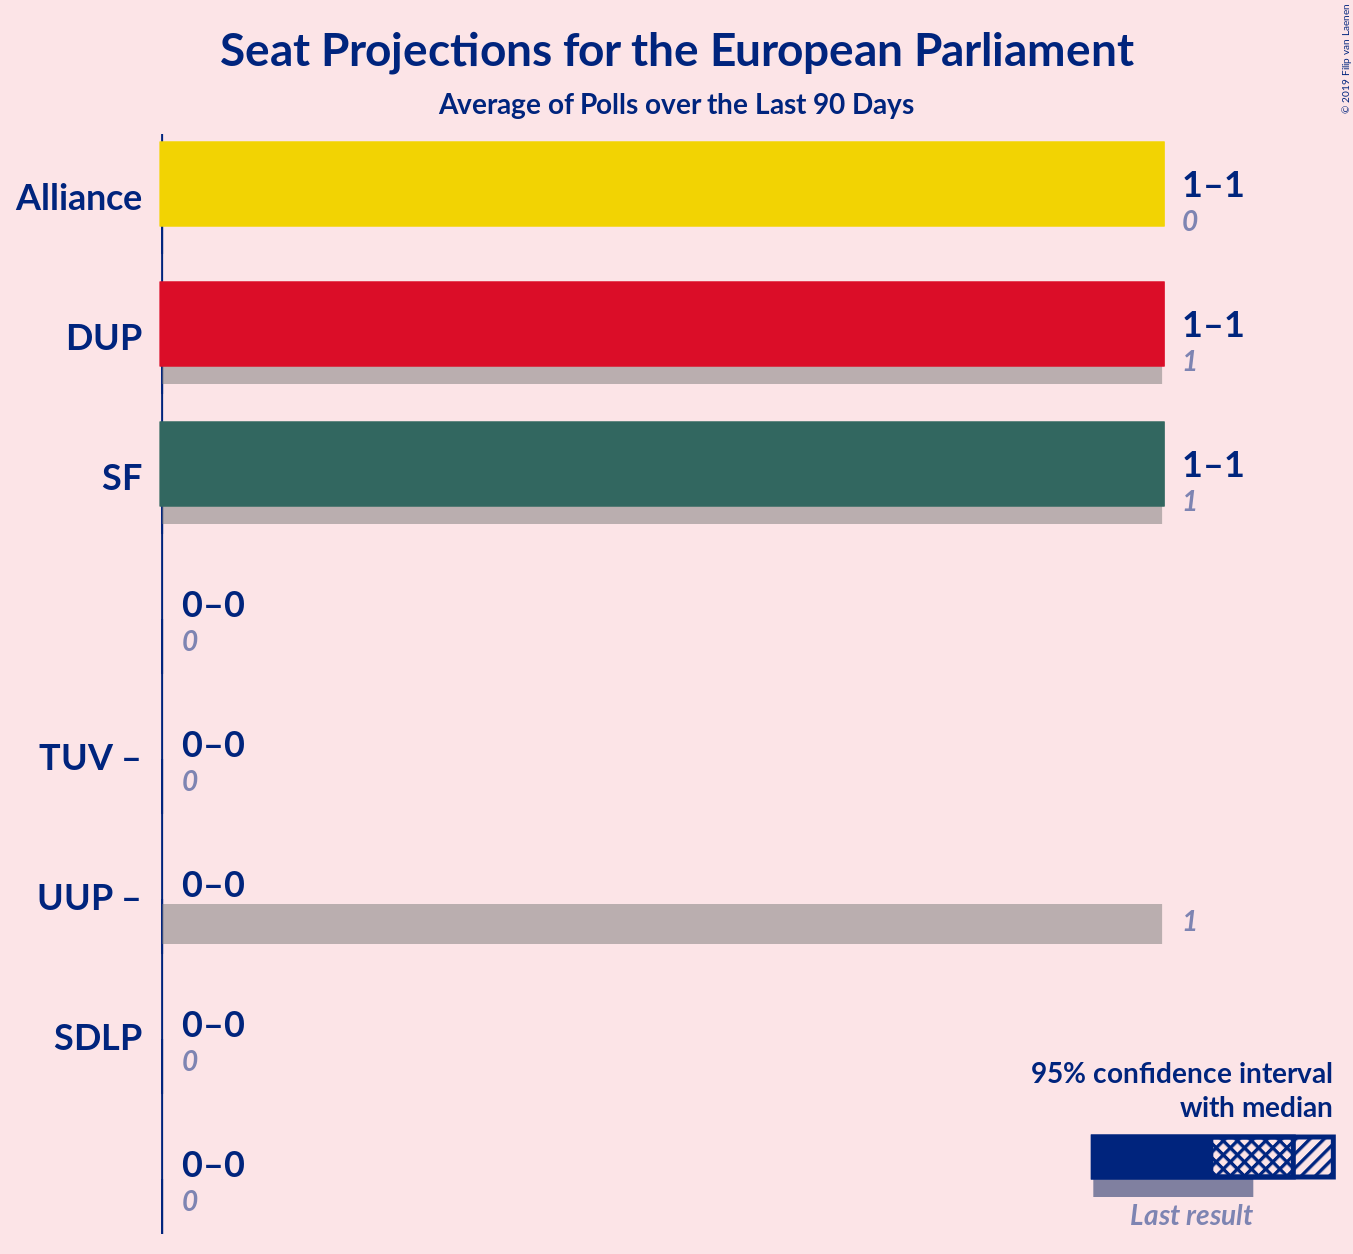 Seat Projections for the European Parliament
Average of Polls over the Last 90 Days
© 2019 Filip van Laenen
Alliance
1–1
0
DUP
1–1
1
SF
1–1
1
0–0
0
TUV –
0–0
0
UUP –
0–0
1
SDLP
0–0
0
0–0
0
95% confidence interval
with median
Last result